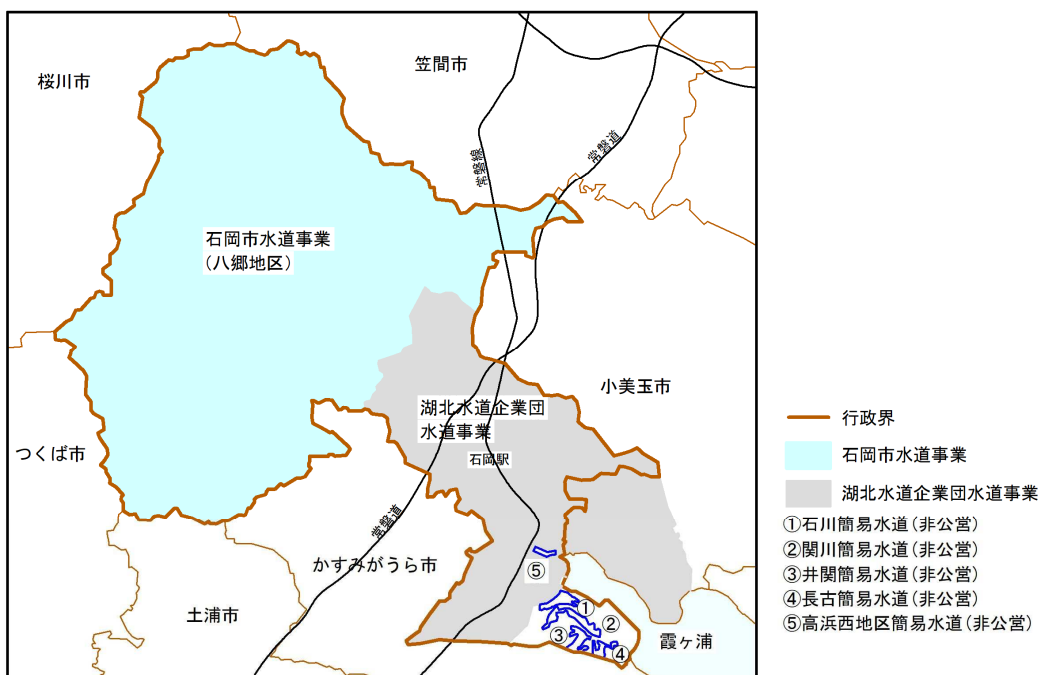 桜川市
笠間市
常磐線
常磐道
石岡市水道事業
(八郷地区)
小美玉市
湖北水道企業団
水道事業
石岡駅
つくば市
常磐道
かすみがうら市
土浦市
霞ヶ浦
⑤
①
②
③
④
行政界
石岡市水道事業
湖北水道企業団水道事業
①石川簡易水道(非公営)
②関川簡易水道(非公営)
③井関簡易水道(非公営)
④長古簡易水道(非公営)
⑤高浜西地区簡易水道(非公営)